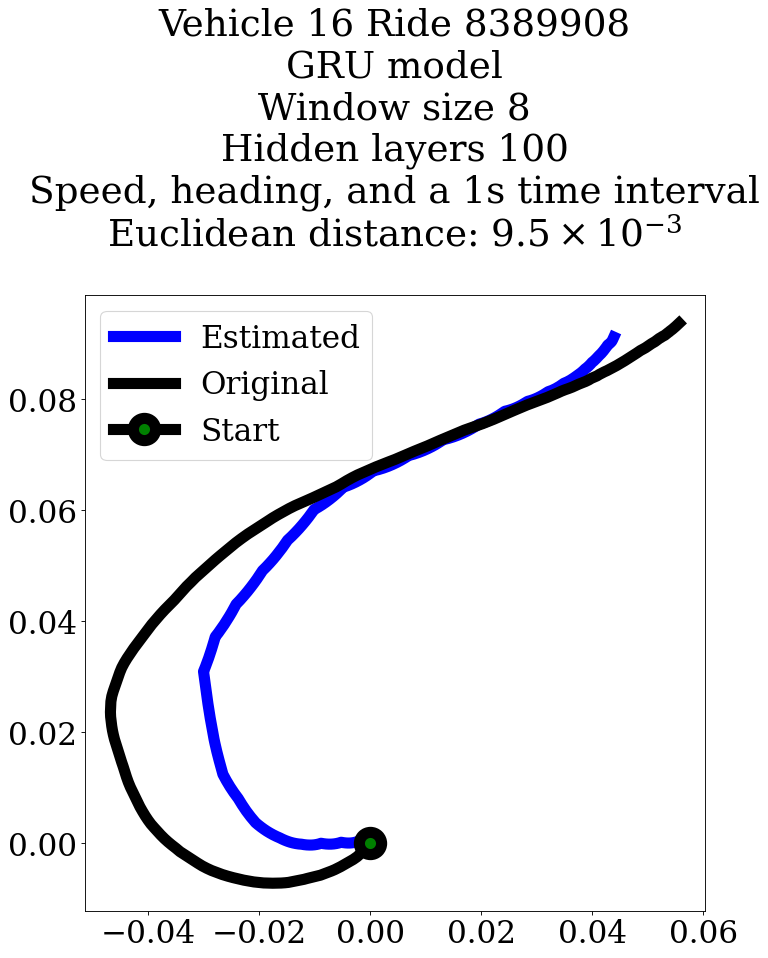 Vehicle 16 Ride 8389908
GRU model
Window size 8
Hidden layers 100
Speed, heading, and a 1s time interval
Euclidean distance: 9.5 × 10⁻³
Estimated
Original
Start
0.08
0.06
0.04
0.02
0.00
−0.04 −0.02 0.00 0.02 0.04 0.06